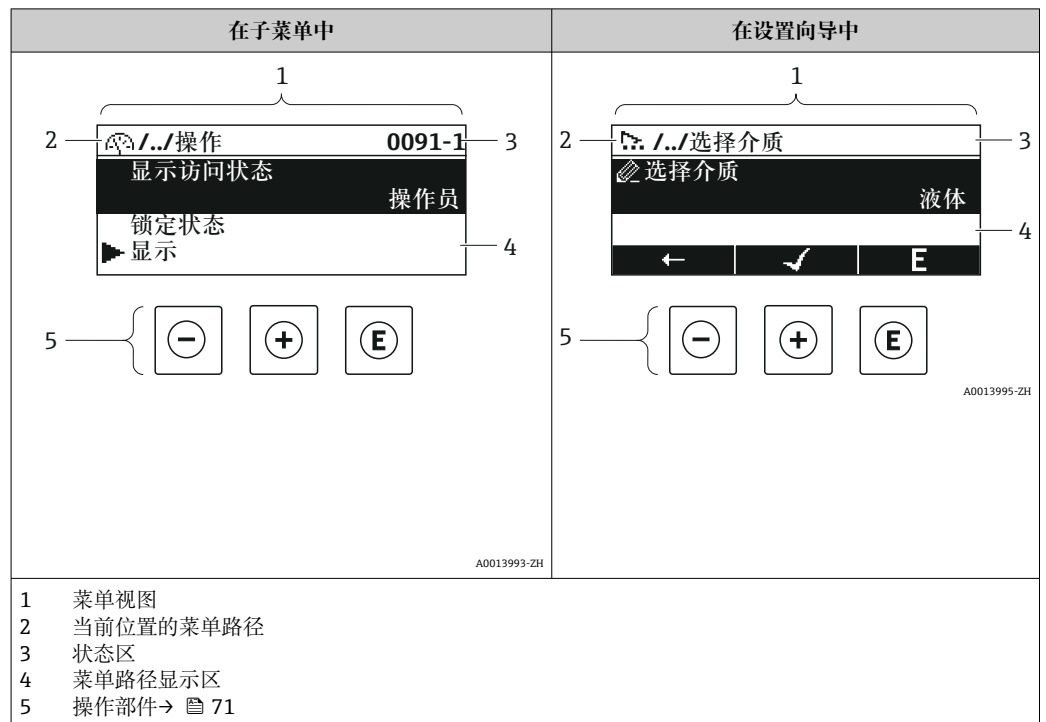 在子菜单中
在设置向导中
1
2
/../操作 0091-1
3
显示访问状态
操作员
锁定状态
显示
4
5
- + E
A0013993-ZH
1
2
/../选择介质
3
选择介质
液体
4
← ✓ E
5
- + E
A0013995-ZH
1 菜单视图
2 当前位置的菜单路径
3 状态区
4 菜单路径显示区
5 操作部件→ 71